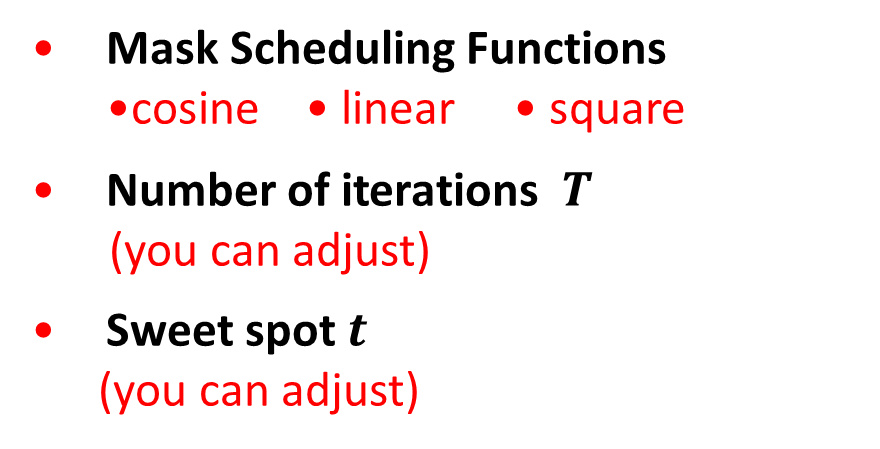 • Mask Scheduling Functions
•cosine • linear • square
• Number of iterations T
(you can adjust)
• Sweet spot t
(you can adjust)